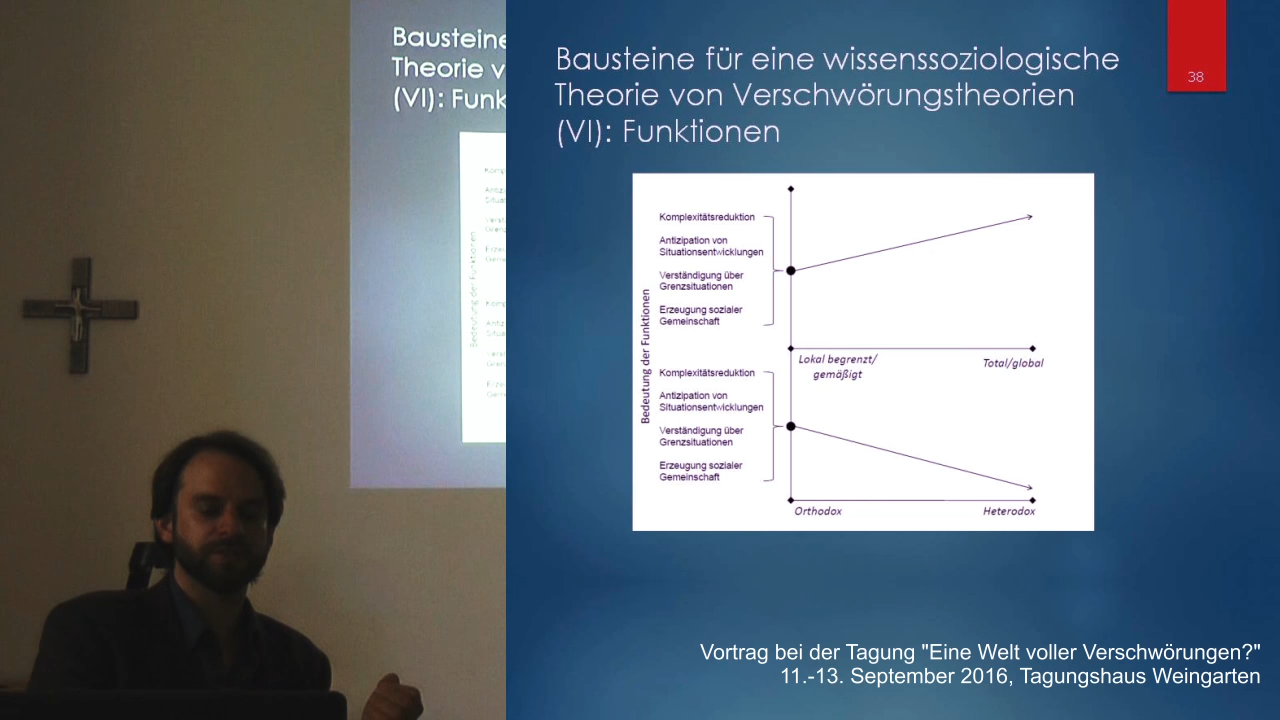 Bausteine
Theorie v
(VI): Funk
Bedeutung der Funktionen
Bausteine für eine wissenssoziologische
Theorie von Verschwörungstheorien
(VI): Funktionen
38
Bedeutung der Funktionen
Komplexitätsreduktion
Antizipation von
Situationsentwicklungen
Verständigung über
Grenzsituationen
Erzeugung sozialer
Gemeinschaft
Lokal begrenzt/
gemäßigt
Total/global
Komplexitätsreduktion
Antizipation von
Situationsentwicklungen
Verständigung über
Grenzsituationen
Erzeugung sozialer
Gemeinschaft
Orthodox
Heterodox
Vortrag bei der Tagung "Eine Welt voller Verschwörungen?"
11.-13. September 2016, Tagungshaus Weingarten